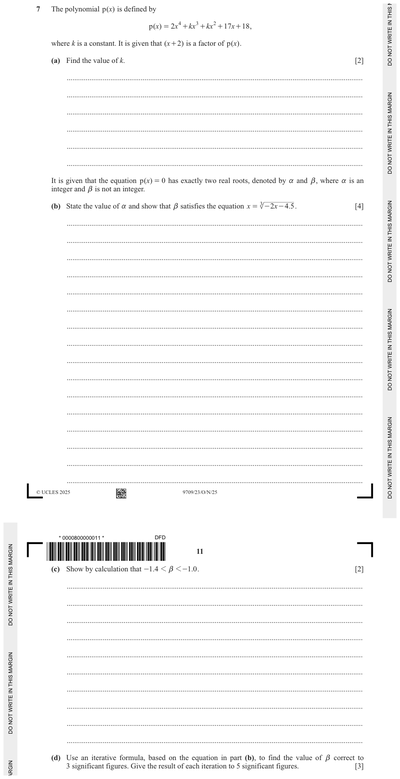 7 The polynomial p(x) is defined by
p(x) = 2x⁴ + kx³ + kx² + 17x + 18,
where k is a constant. It is given that (x+2) is a factor of p(x).
(a) Find the value of k. [2]
It is given that the equation p(x) = 0 has exactly two real roots, denoted by α and β, where α is an
integer and β is not an integer.
(b) State the value of α and show that β satisfies the equation x = ∛(−2x − 4.5). [4]
© UCLES 2025 9709/23/O/N/25
DO NOT WRITE IN THIS
DO NOT WRITE IN THIS MARGIN
DO NOT WRITE IN THIS MARGIN
DO NOT WRITE IN THIS MARGIN
DO NOT WRITE IN THIS MARGIN
* 0000800000011 * DFD
11
(c) Show by calculation that −1.4 < β < −1.0. [2]
(d) Use an iterative formula, based on the equation in part (b), to find the value of β correct to
3 significant figures. Give the result of each iteration to 5 significant figures. [3]
DO NOT WRITE IN THIS MARGIN
DO NOT WRITE IN THIS MARGIN